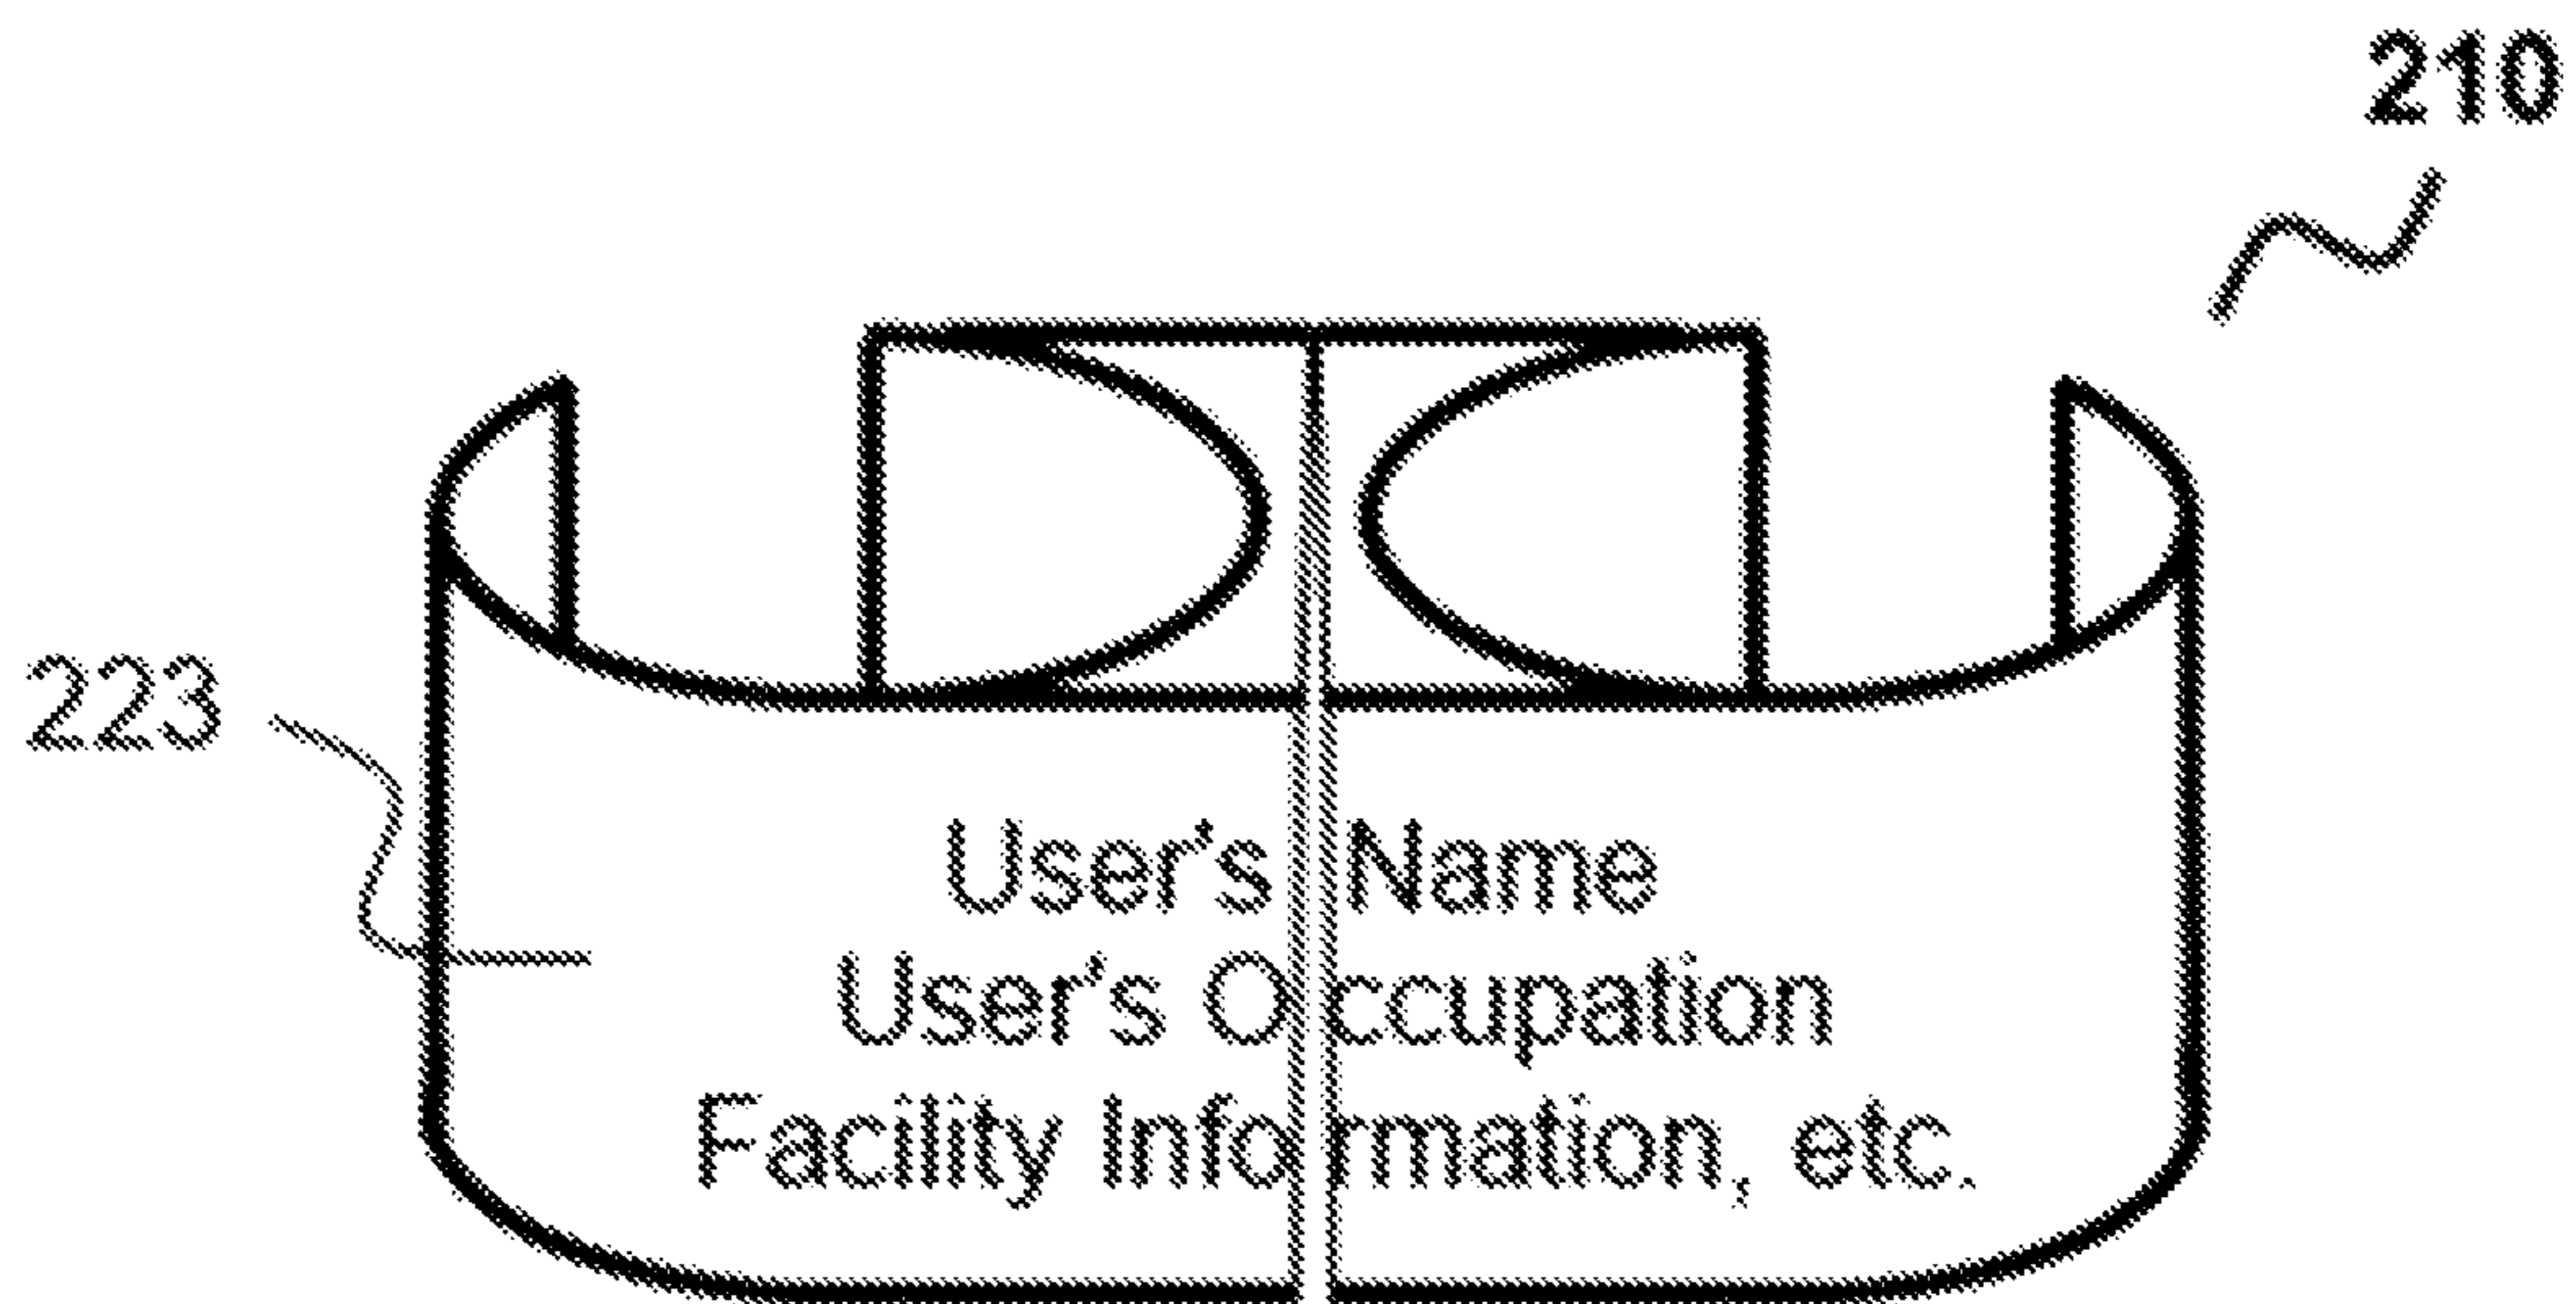 210
223
User's Name
User's Occupation
Facility Information, etc.